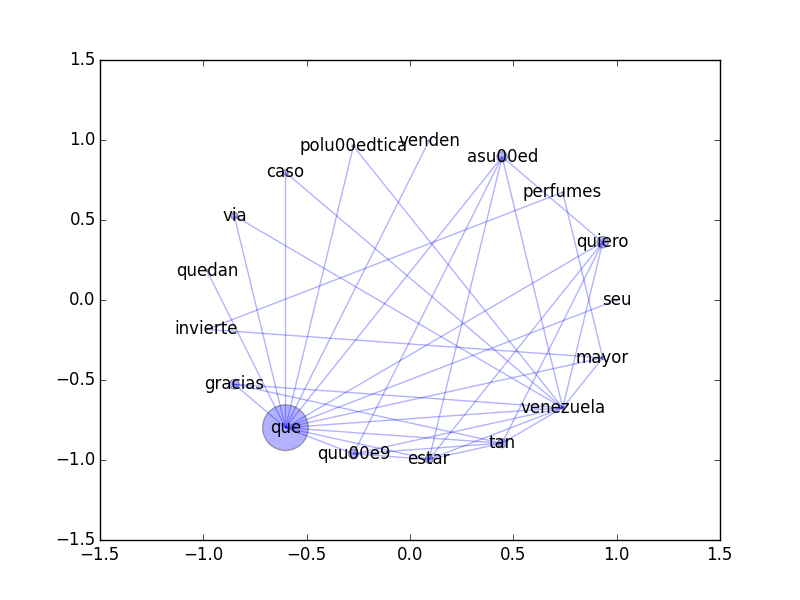 1.5
1.0
0.5
0.0
−0.5
−1.0
−1.5
venden
polu00edtica
asu00ed
caso
perfumes
via
quiero
quedan
seu
invierte
mayor
gracias
venezuela
que
tan
quu00e9
estar
−1.5 −1.0 −0.5 0.0 0.5 1.0 1.5